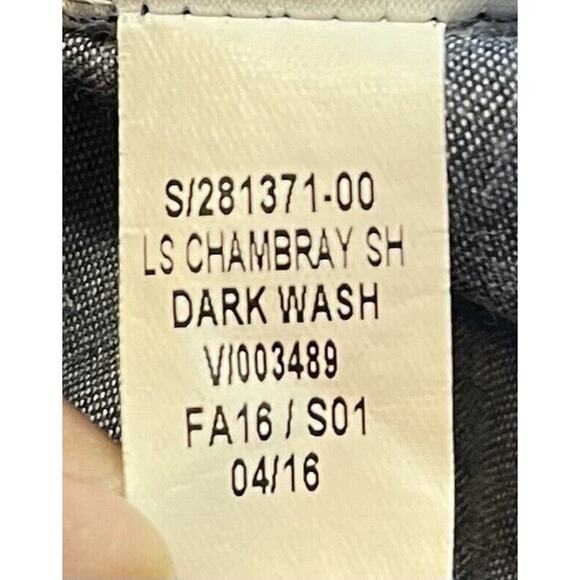 S/281371-00
LS CHAMBRAY SH
DARK WASH
V/003489
FA16 / S01
04/16